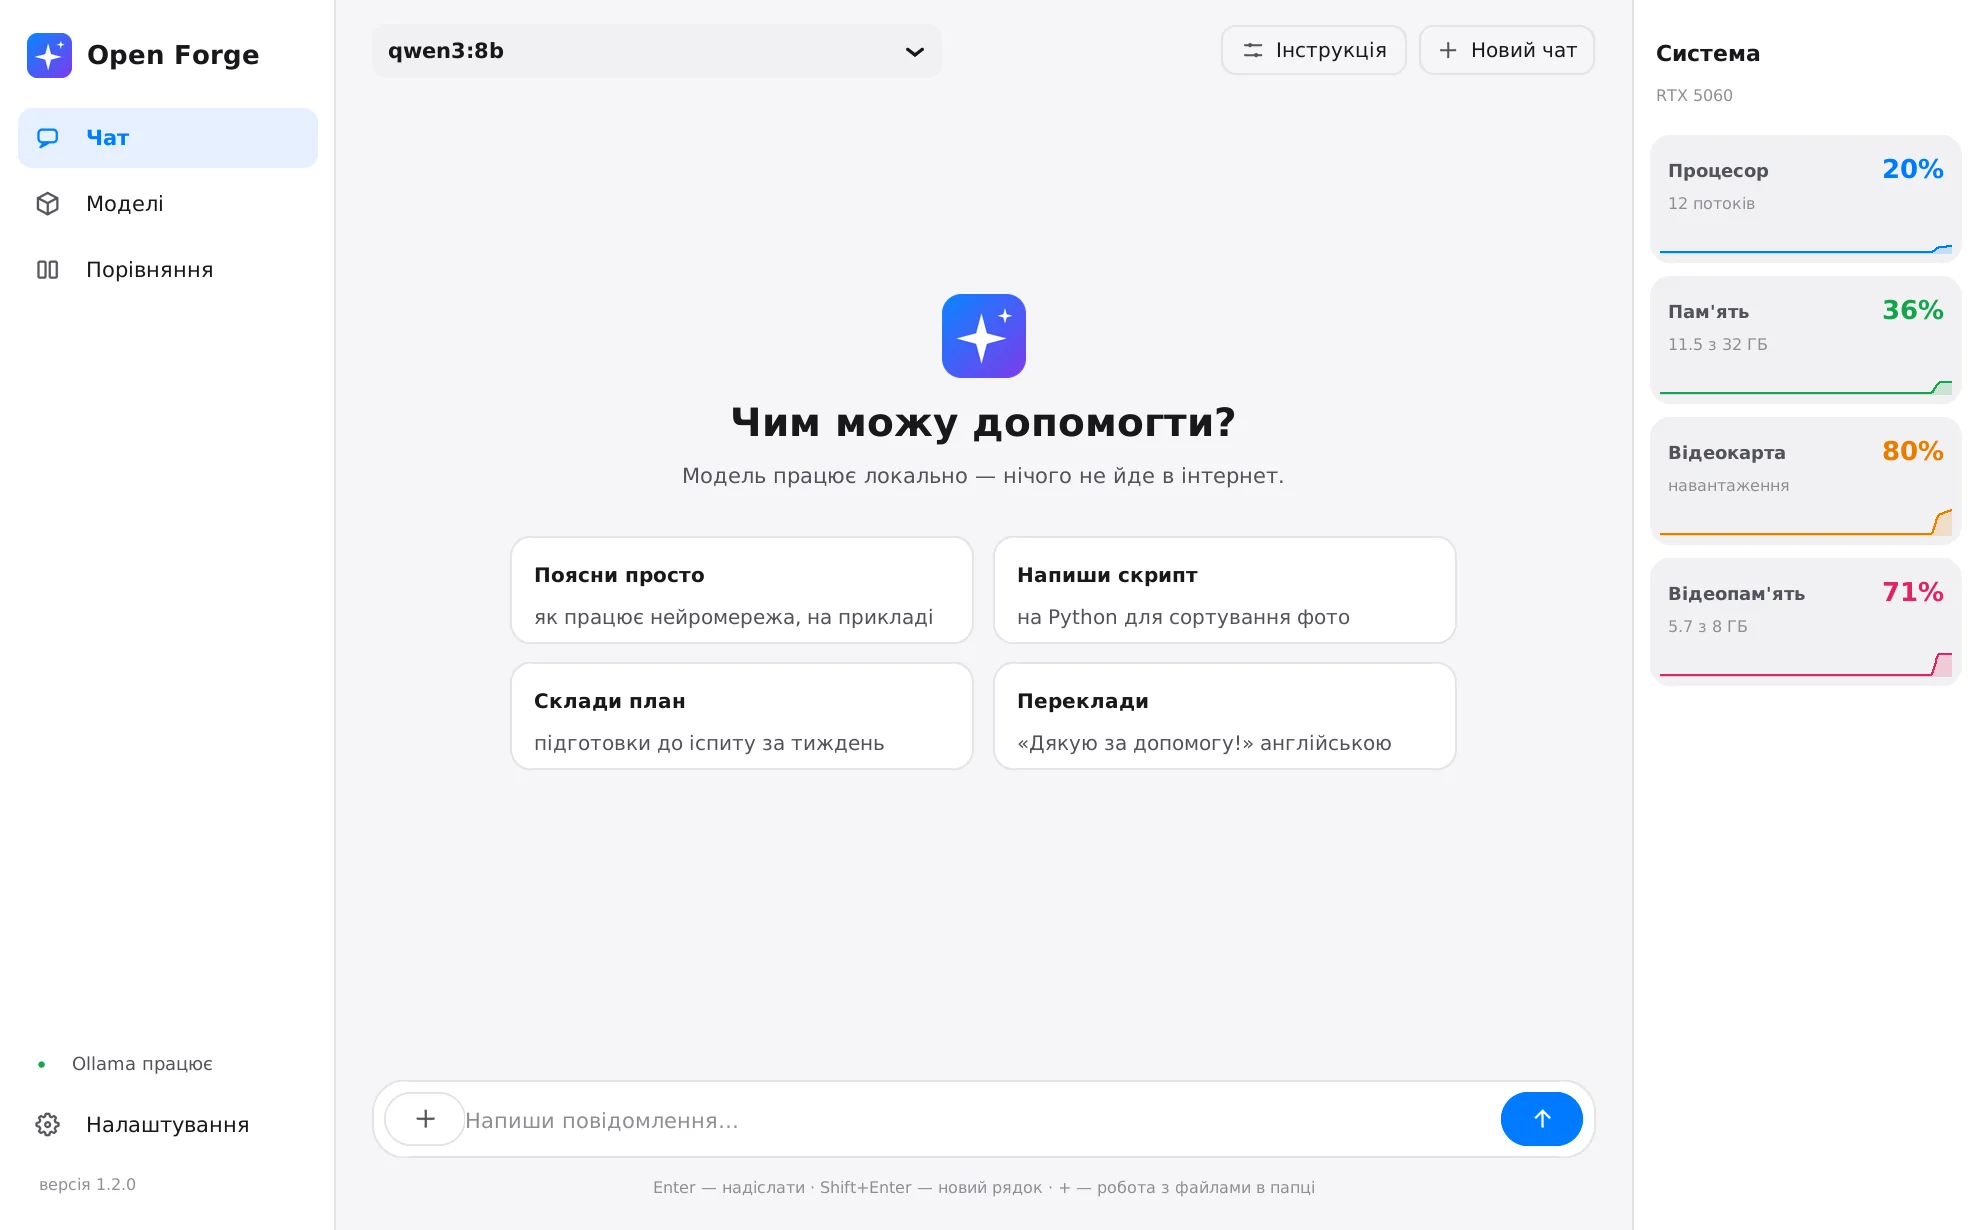 Open Forge
Чат
Моделі
Порівняння
Ollama працює
Налаштування
версія 1.2.0
qwen3:8b
Інструкція
Новий чат
Чим можу допомогти?
Модель працює локально — нічого не йде в інтернет.
Поясни просто
як працює нейромережа, на прикладі
Напиши скрипт
на Python для сортування фото
Склади план
підготовки до іспиту за тиждень
Переклади
«Дякую за допомогу!» англійською
Напиши повідомлення…
Enter — надіслати · Shift+Enter — новий рядок · + — робота з файлами в папці
Система
RTX 5060
Процесор
20%
12 потоків
Пам'ять
36%
11.5 з 32 ГБ
Відеокарта
80%
навантаження
Відеопам'ять
71%
5.7 з 8 ГБ